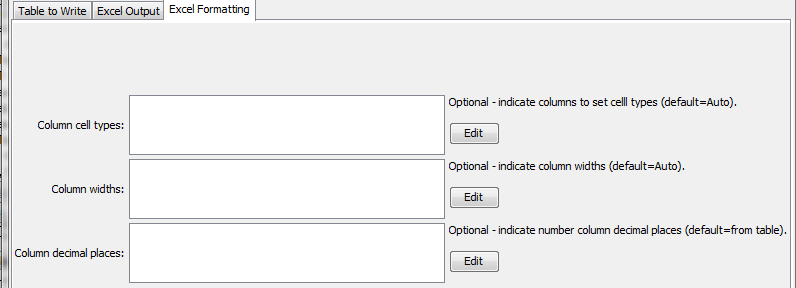 Table to Write Excel Output Excel Formatting
Optional - indicate columns to set celll types (default=Auto).
Column cell types:
Edit
Optional - indicate column widths (default=Auto).
Column widths:
Edit
Optional - indicate number column decimal places (default=from table).
Column decimal places:
Edit